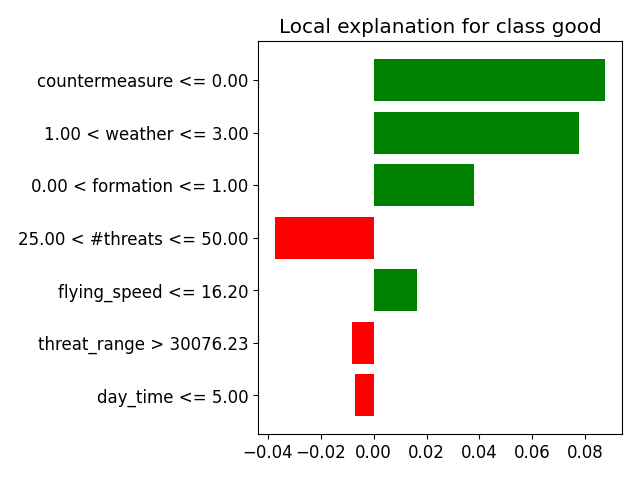 Local explanation for class good
countermeasure <= 0.00
1.00 < weather <= 3.00
0.00 < formation <= 1.00
25.00 < #threats <= 50.00
flying_speed <= 16.20
threat_range > 30076.23
day_time <= 5.00
−0.04 −0.02 0.00 0.02 0.04 0.06 0.08